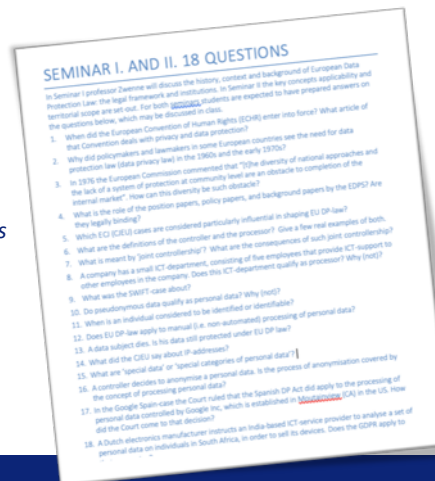 SEMINAR I. AND II. 18 QUESTIONS
In Seminar I professor Zwenne will discuss the history, context and background of European Data
Protection Law: the legal framework and institutions. In Seminar II the key concepts applicability and
territorial scope are set out. For both seminars students are expected to have prepared answers on
the questions below, which may be discussed in class.
1. When did the European Convention of Human Rights (ECHR) enter into force? What article of
that Convention deals with privacy and data protection?
2. Why did policymakers and lawmakers in some European countries see the need for data
protection law (data privacy law) in the 1960s and the early 1970s?
3. In 1976 the European Commission commented that "[t]he diversity of national approaches and
the lack of a system of protection at community level are an obstacle to completion of the
internal market". How can this diversity be such obstacle?
4. What is the role of the position papers, policy papers, and background papers by the EDPS? Are
they legally binding?
5. Which ECJ (CJEU) cases are considered particularly influential in shaping EU DP-law?
6. What are the definitions of the controller and the processor? Give a few real examples of both.
7. What is meant by 'joint controllership'? What are the consequences of such joint controllership?
8. A company has a small ICT-department, consisting of five employees that provide ICT-support to
other employees in the company. Does this ICT-department qualify as processor? Why (not)?
9. What was the SWIFT-case about?
10. Do pseudonymous data qualify as personal data? Why (not)?
11. When is an individual considered to be identified or identifiable?
12. Does EU DP-law apply to manual (i.e. non-automated) processing of personal data?
13. A data subject dies. Is his data still protected under EU DP law?
14. What did the CJEU say about IP-addresses?
15. What are 'special data' or 'special categories of personal data'?
16. A controller decides to anonymise a personal data. Is the process of anonymisation covered by
the concept of processing personal data?
17. In the Google Spain-case the Court ruled that the Spanish DP Act did apply to the processing of
personal data controlled by Google Inc, which is established in Moutainview (CA) in the US. How
did the Court come to that decision?
18. A Dutch electronics manufacturer instructs an India-based ICT-service provider to analyse a set of
personal data on individuals in South Africa, in order to sell its devices. Does the GDPR apply to
s